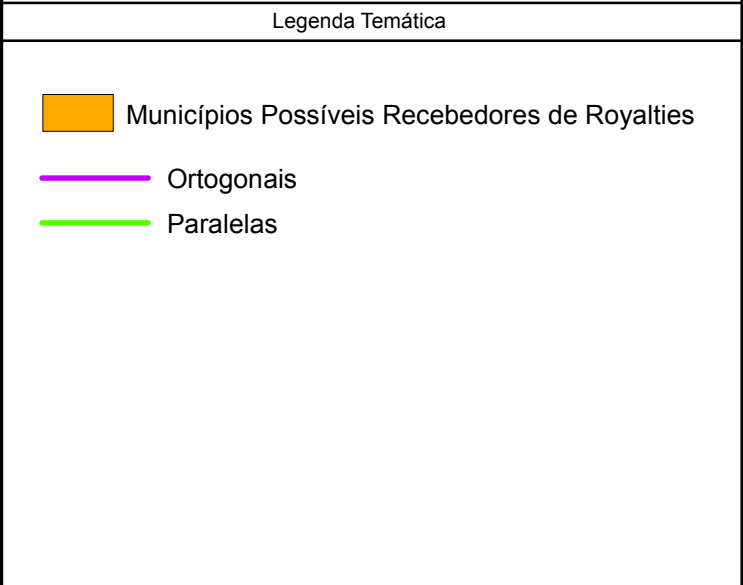 Legenda Temática
Municípios Possíveis Recebedores de Royalties
Ortogonais
Paralelas